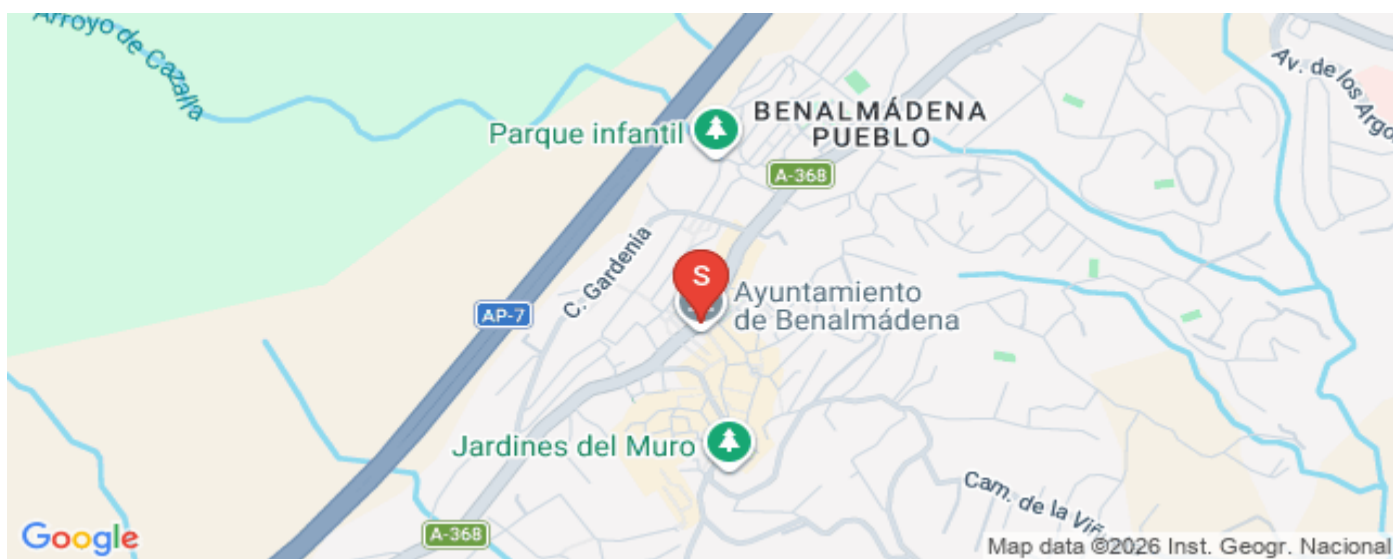 Arroyo de Cazalla
Av. de los Argo
BENALMÁDENA
PUEBLO
Parque infantil
A-368
C. Gardenia
S
Ayuntamiento
de Benalmádena
AP-7
Jardines del Muro
Cam. de la Viñ
A-368
Google
Map data ©2026 Inst. Geogr. Nacional